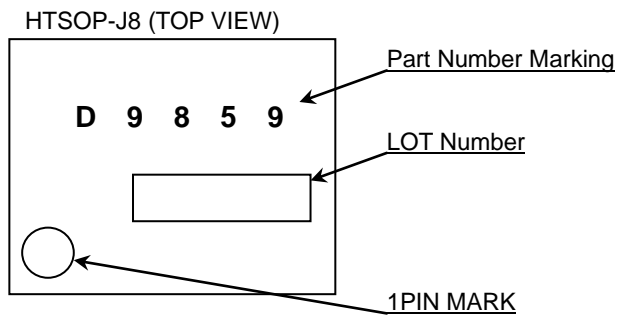 HTSOP-J8 (TOP VIEW)
Part Number Marking
D 9 8 5 9
LOT Number
1PIN MARK